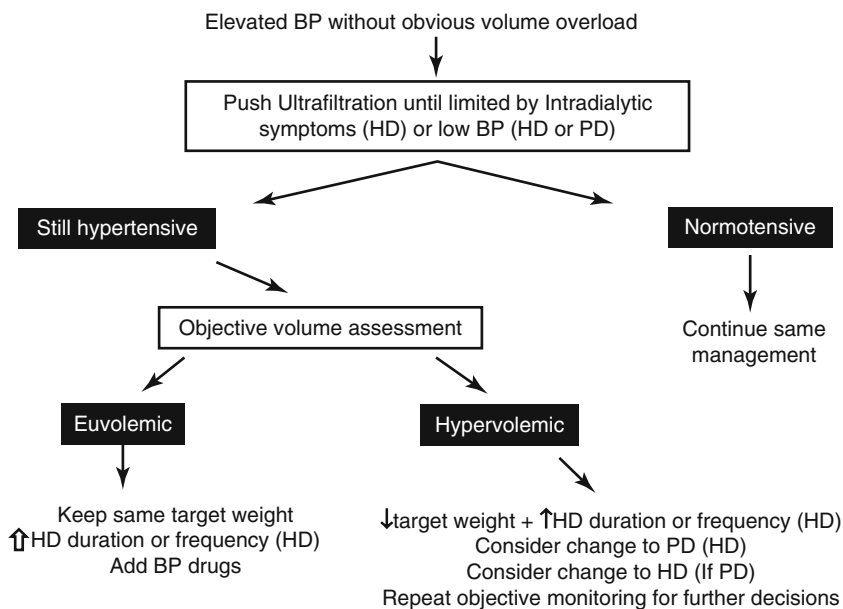 Elevated BP without obvious volume overload
Push Ultrafiltration until limited by Intradialytic
symptoms (HD) or low BP (HD or PD)
Still hypertensive
Normotensive
Objective volume assessment
Continue same
management
Euvolemic
Hypervolemic
Keep same target weight
⇧HD duration or frequency (HD)
Add BP drugs
↓target weight + ↑HD duration or frequency (HD)
Consider change to PD (HD)
Consider change to HD (If PD)
Repeat objective monitoring for further decisions